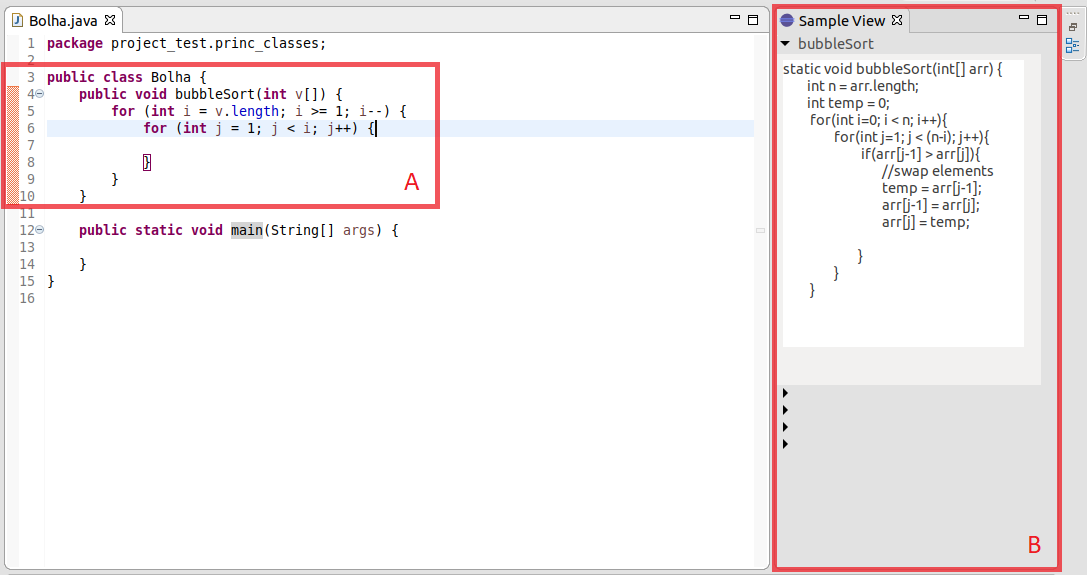 Bolha.java
1 package project_test.princ_classes;
2
3 public class Bolha {
4 public void bubbleSort(int v[]) {
5 for (int i = v.length; i >= 1; i--) {
6 for (int j = 1; j < i; j++) {
7
8 }
9 }
10 }
A
11
12 public static void main(String[] args) {
13
14 }
15 }
16
Sample View
bubbleSort
static void bubbleSort(int[] arr) {
int n = arr.length;
int temp = 0;
for(int i=0; i < n; i++){
for(int j=1; j < (n-i); j++){
if(arr[j-1] > arr[j]){
//swap elements
temp = arr[j-1];
arr[j-1] = arr[j];
arr[j] = temp;
}
}
}
B